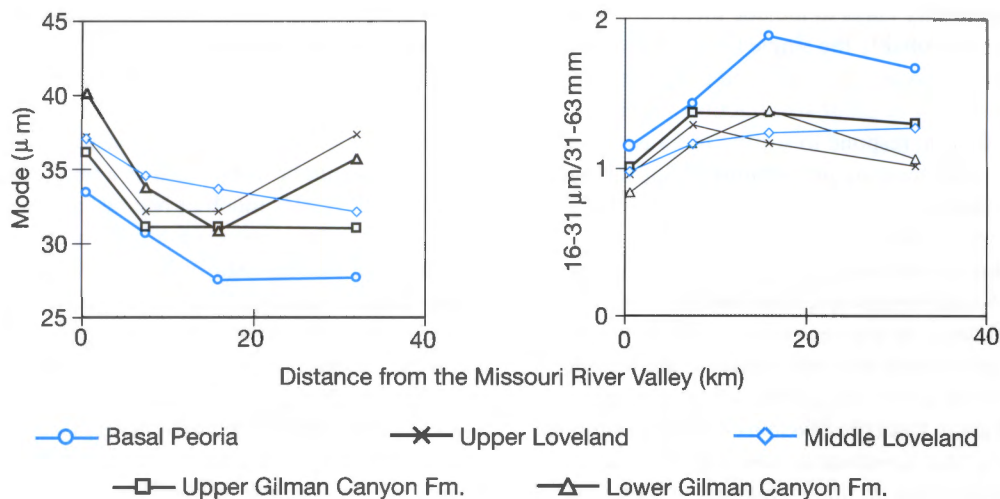 45
40
35
30
25
Mode (μ m)
0
20
40
2
1
0
16-31 μm/31-63mm
0
20
40
Distance from the Missouri River Valley (km)
Basal Peoria
Upper Loveland
Middle Loveland
Upper Gilman Canyon Fm.
Lower Gilman Canyon Fm.